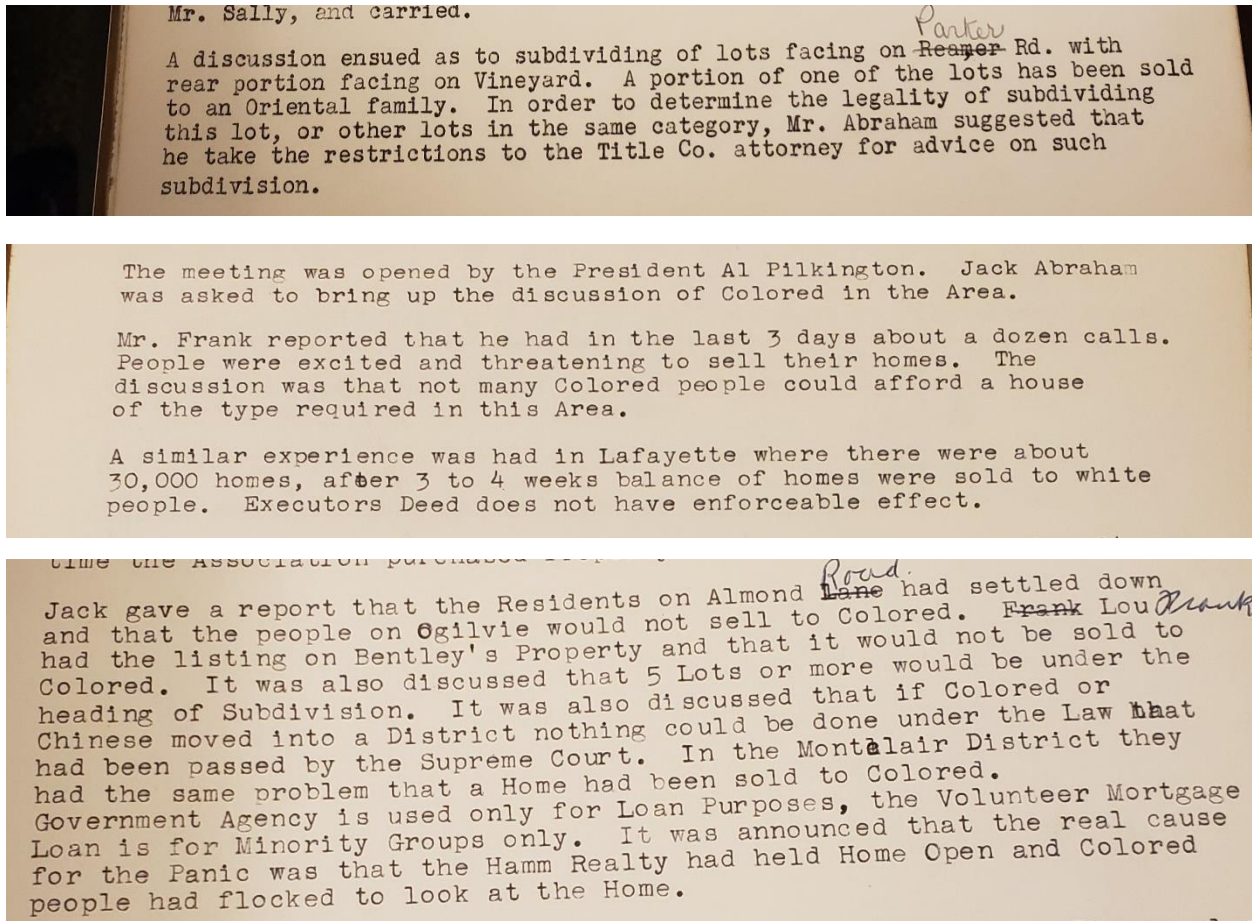 Mr. Sally, and carried.
Parker
A discussion ensued as to subdividing of lots facing on Reamer Rd. with
rear portion facing on Vineyard. A portion of one of the lots has been sold
to an Oriental family. In order to determine the legality of subdividing
this lot, or other lots in the same category, Mr. Abraham suggested that
he take the restrictions to the Title Co. attorney for advice on such
subdivision.
The meeting was opened by the President Al Pilkington. Jack Abraham
was asked to bring up the discussion of Colored in the Area.
Mr. Frank reported that he had in the last 3 days about a dozen calls.
People were excited and threatening to sell their homes. The
discussion was that not many Colored people could afford a house
of the type required in this Area.
A similar experience was had in Lafayette where there were about
30,000 homes, after 3 to 4 weeks balance of homes were sold to white
people. Executors Deed does not have enforceable effect.
time the Association purchased
Road.
Jack gave a report that the Residents on Almond Lane had settled down
and that the people on Ogilvie would not sell to Colored. Frank Lou Frank
had the listing on Bentley's Property and that it would not be sold to
Colored. It was also discussed that 5 Lots or more would be under the
heading of Subdivision. It was also discussed that if Colored or
Chinese moved into a District nothing could be done under the Law that
had been passed by the Supreme Court. In the Montclair District they
had the same problem that a Home had been sold to Colored.
Government Agency is used only for Loan Purposes, the Volunteer Mortgage
Loan is for Minority Groups only. It was announced that the real cause
for the Panic was that the Hamm Realty had held Home Open and Colored
people had flocked to look at the Home.